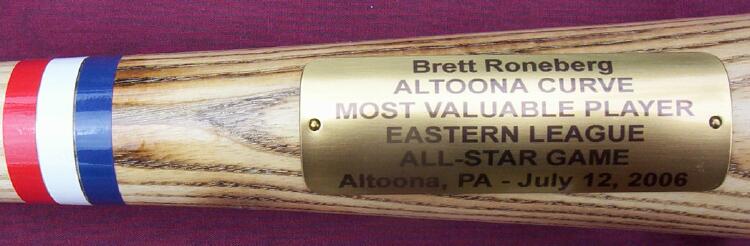 Brett Roneberg
ALTOONA CURVE
MOST VALUABLE PLAYER
EASTERN LEAGUE
ALL-STAR GAME
Altoona, PA - July 12, 2006